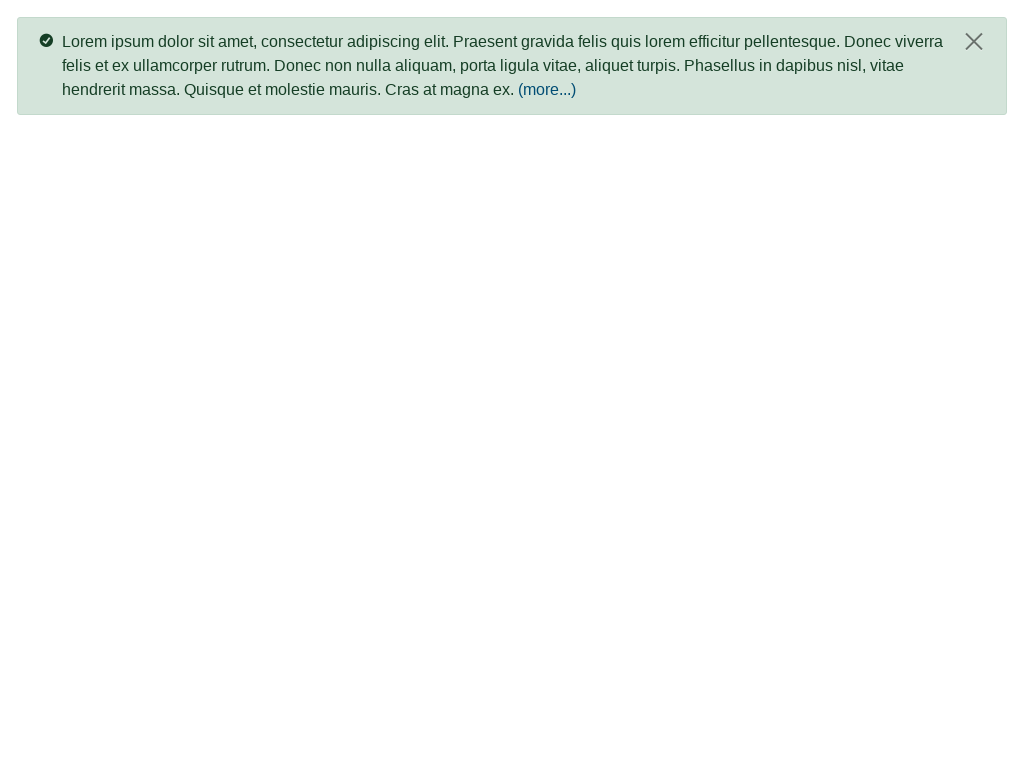 Lorem ipsum dolor sit amet, consectetur adipiscing elit. Praesent gravida felis quis lorem efficitur pellentesque. Donec viverra
felis et ex ullamcorper rutrum. Donec non nulla aliquam, porta ligula vitae, aliquet turpis. Phasellus in dapibus nisl, vitae
hendrerit massa. Quisque et molestie mauris. Cras at magna ex. (more...)